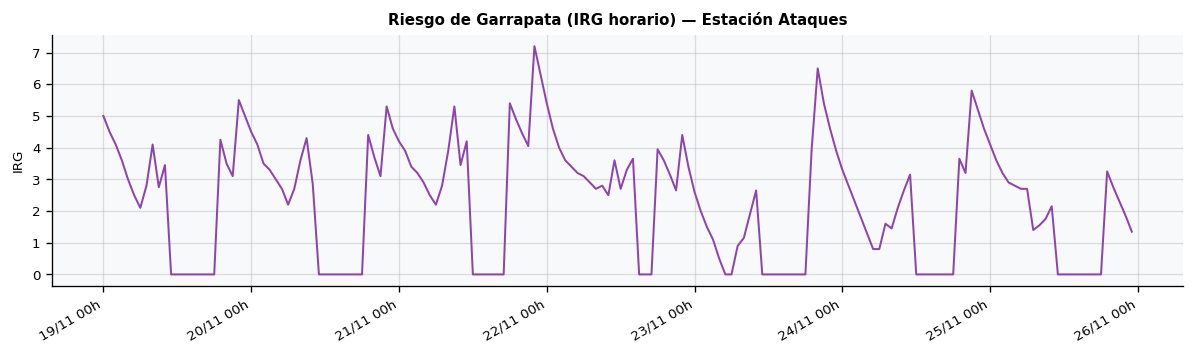 Riesgo de Garrapata (IRG horario) — Estación Ataques
IRG
7
6
5
4
3
2
1
0
19/11 00h
20/11 00h
21/11 00h
22/11 00h
23/11 00h
24/11 00h
25/11 00h
26/11 00h